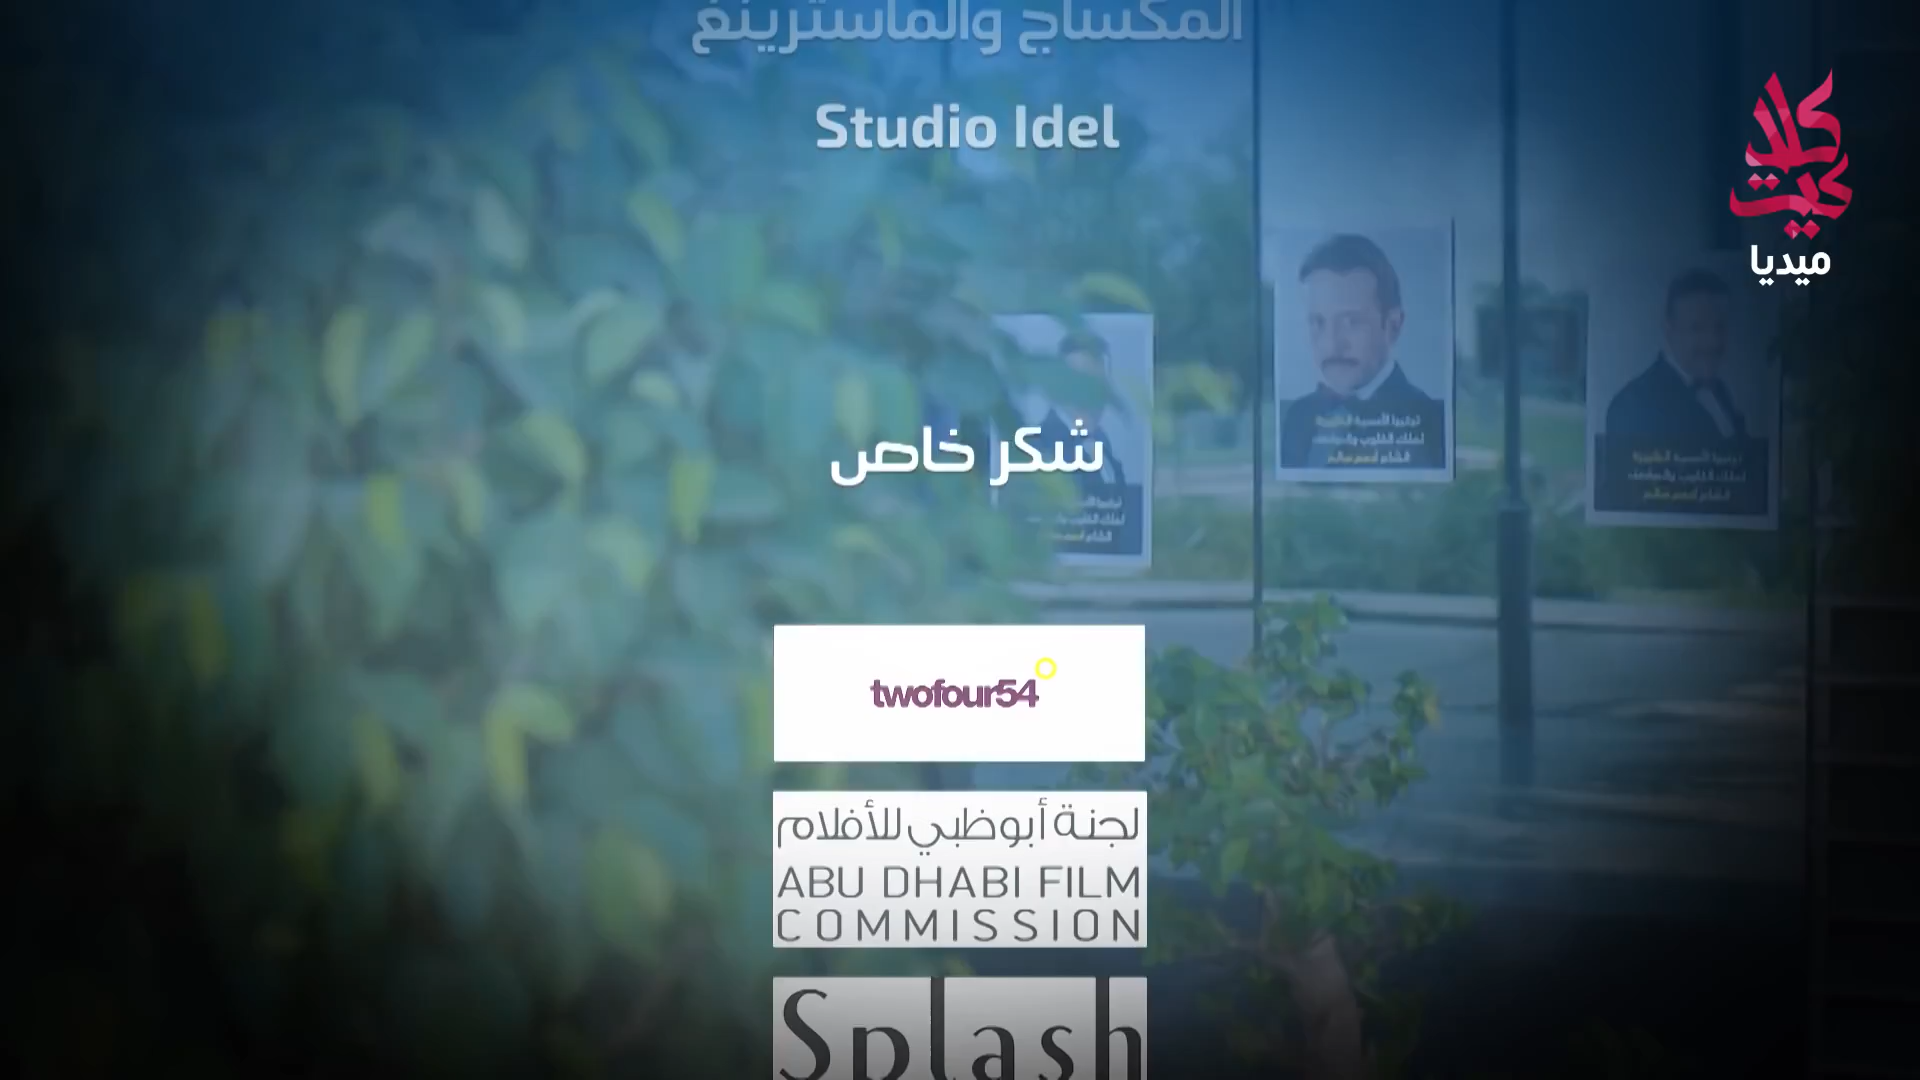 المكساج والماسترينغ
Studio Idel
كلاكيت
ميديا
شكر خاص
twofour54
لجنة أبوظبي للأفلام
ABU DHABI FILM
COMMISSION
Splash